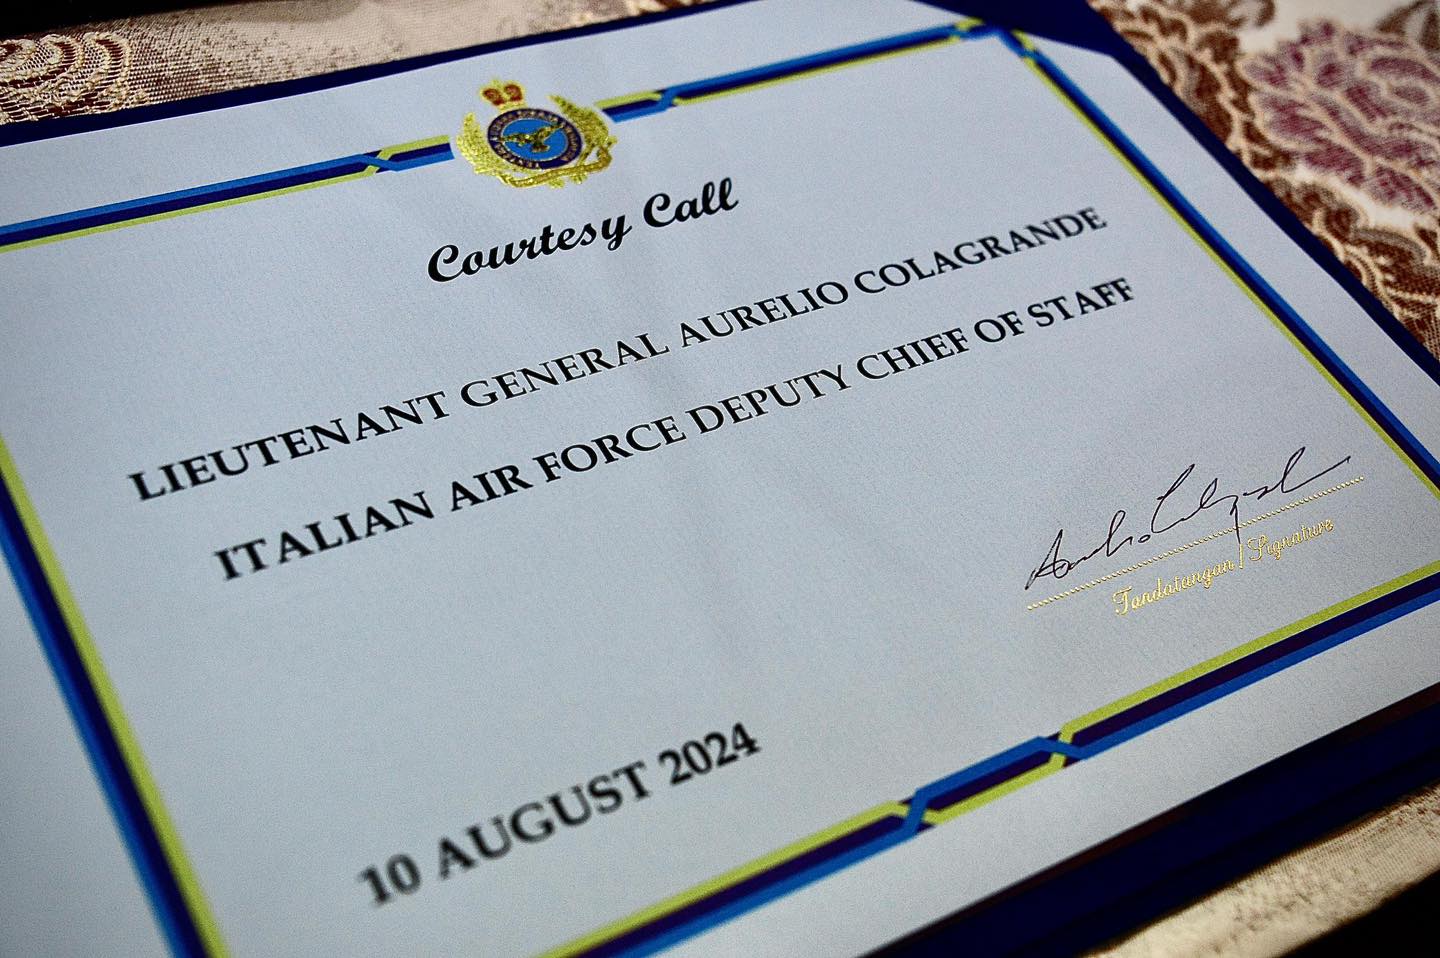 Courtesy Call
LIEUTENANT GENERAL AURELIO COLAGRANDE
ITALIAN AIR FORCE DEPUTY CHIEF OF STAFF
Tandatangan/Signature
10 AUGUST 2024